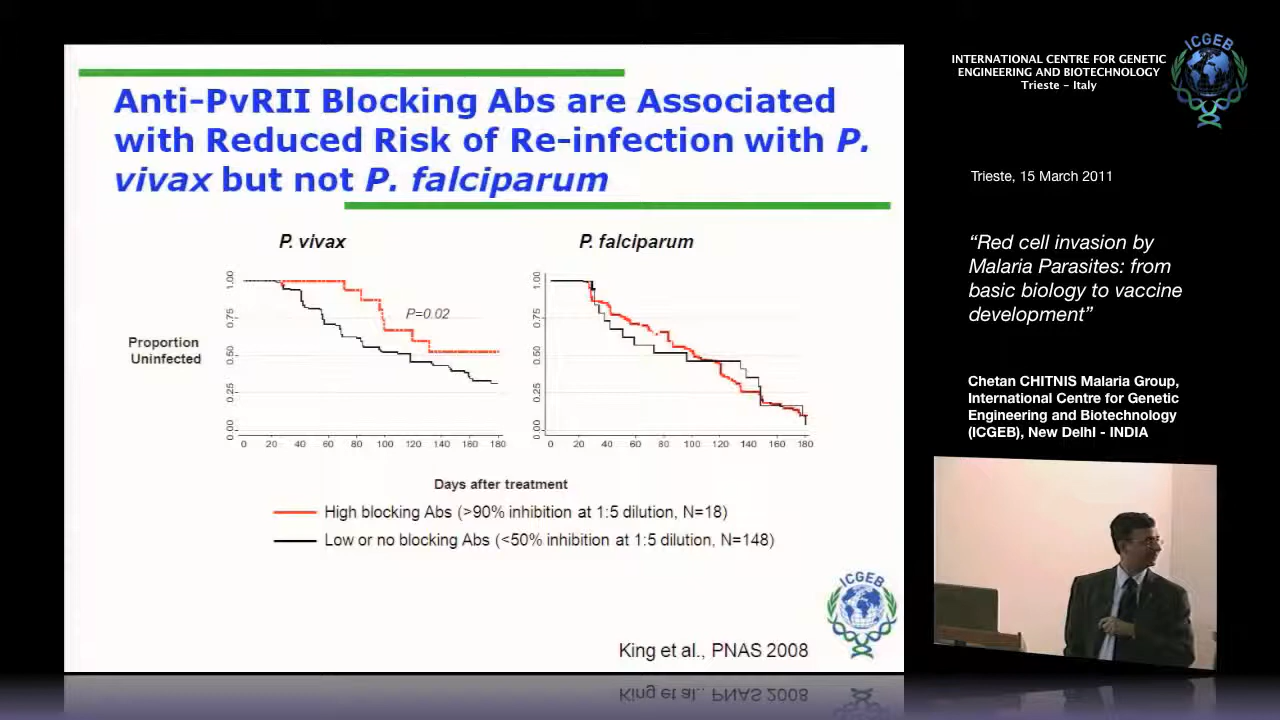 Anti-PvRII Blocking Abs are Associated
with Reduced Risk of Re-infection with P.
vivax but not P. falciparum
P. vivax
P. falciparum
1.00
0.75
0.50
0.25
0.00
P=0.02
Proportion
Uninfected
0 20 40 60 80 100 120 140 160 180
1.00
0.75
0.50
0.25
0.00
0 20 40 60 80 100 120 140 160 180
Days after treatment
High blocking Abs (>90% inhibition at 1:5 dilution, N=18)
Low or no blocking Abs (<50% inhibition at 1:5 dilution, N=148)
ICGEB
King et al., PNAS 2008
INTERNATIONAL CENTRE FOR GENETIC
ENGINEERING AND BIOTECHNOLOGY
Trieste - Italy
ICGEB
Trieste, 15 March 2011
“Red cell invasion by
Malaria Parasites: from
basic biology to vaccine
development”
Chetan CHITNIS Malaria Group,
International Centre for Genetic
Engineering and Biotechnology
(ICGEB), New DelhI - INDIA